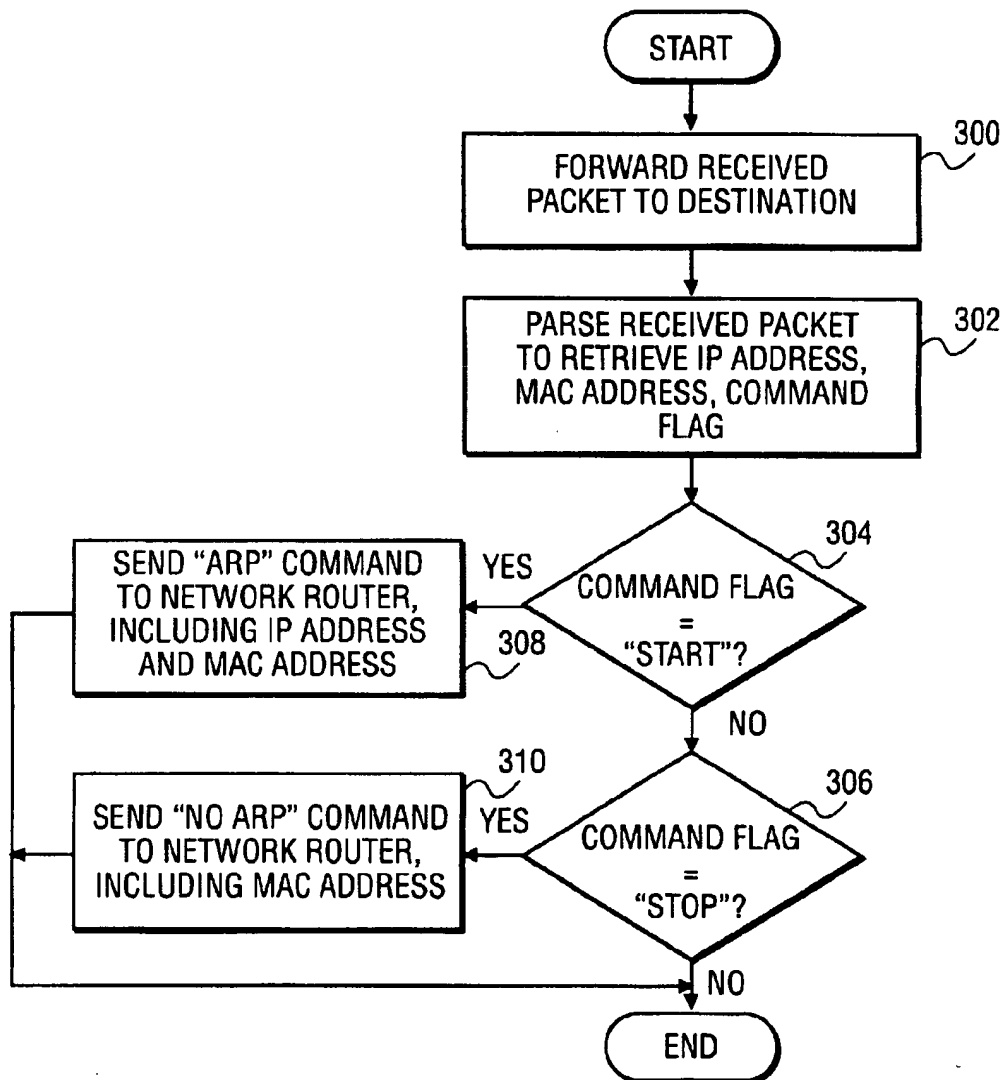 START
300
FORWARD RECEIVED
PACKET TO DESTINATION
302
PARSE RECEIVED PACKET
TO RETRIEVE IP ADDRESS,
MAC ADDRESS, COMMAND
FLAG
304
COMMAND FLAG
=
"START"?
YES
SEND "ARP" COMMAND
TO NETWORK ROUTER,
INCLUDING IP ADDRESS
AND MAC ADDRESS
308
NO
306
COMMAND FLAG
=
"STOP"?
YES
310
SEND "NO ARP" COMMAND
TO NETWORK ROUTER,
INCLUDING MAC ADDRESS
NO
END